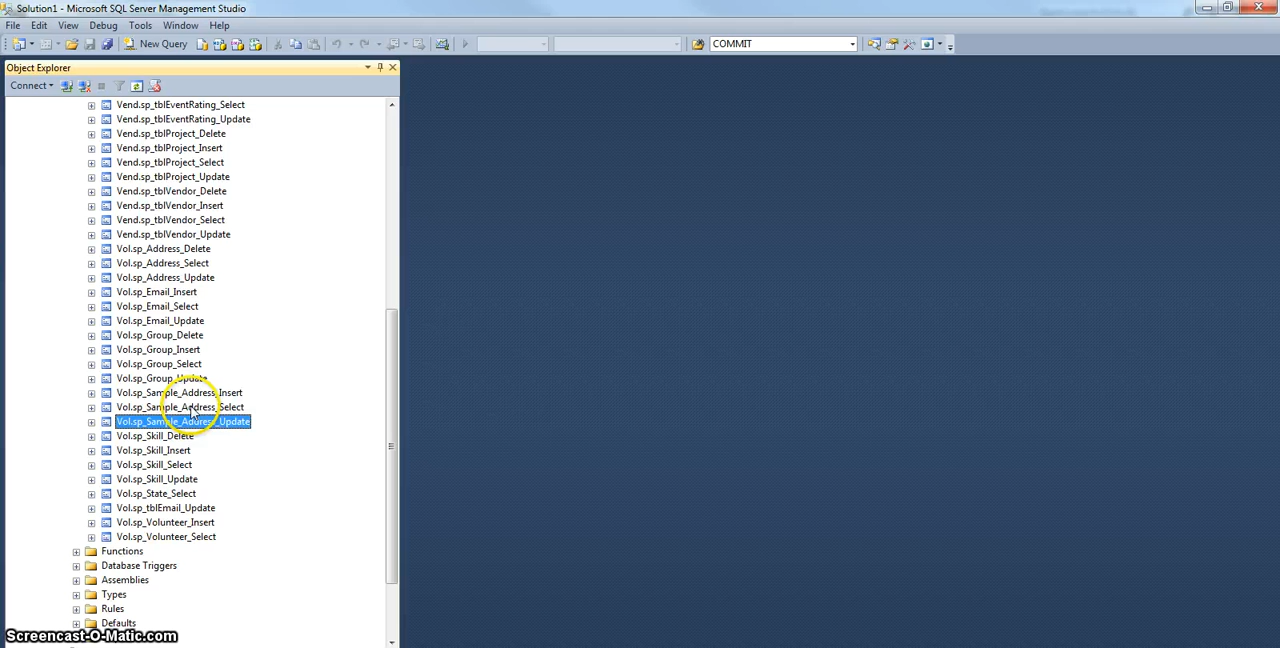 Solution1 - Microsoft SQL Server Management Studio
File Edit View Debug Tools Window Help
New Query COMMIT
Object Explorer
Connect
Vend.sp_tblEventRating_Select
Vend.sp_tblEventRating_Update
Vend.sp_tblProject_Delete
Vend.sp_tblProject_Insert
Vend.sp_tblProject_Select
Vend.sp_tblProject_Update
Vend.sp_tblVendor_Delete
Vend.sp_tblVendor_Insert
Vend.sp_tblVendor_Select
Vend.sp_tblVendor_Update
Vol.sp_Address_Delete
Vol.sp_Address_Select
Vol.sp_Address_Update
Vol.sp_Email_Insert
Vol.sp_Email_Select
Vol.sp_Email_Update
Vol.sp_Group_Delete
Vol.sp_Group_Insert
Vol.sp_Group_Select
Vol.sp_Group_Update
Vol.sp_Sample_Address_Insert
Vol.sp_Sample_Address_Select
Vol.sp_Sample_Address_Update
Vol.sp_Skill_Delete
Vol.sp_Skill_Insert
Vol.sp_Skill_Select
Vol.sp_Skill_Update
Vol.sp_State_Select
Vol.sp_tblEmail_Update
Vol.sp_Volunteer_Insert
Vol.sp_Volunteer_Select
Functions
Database Triggers
Assemblies
Types
Rules
Defaults
Screencast-O-Matic.com